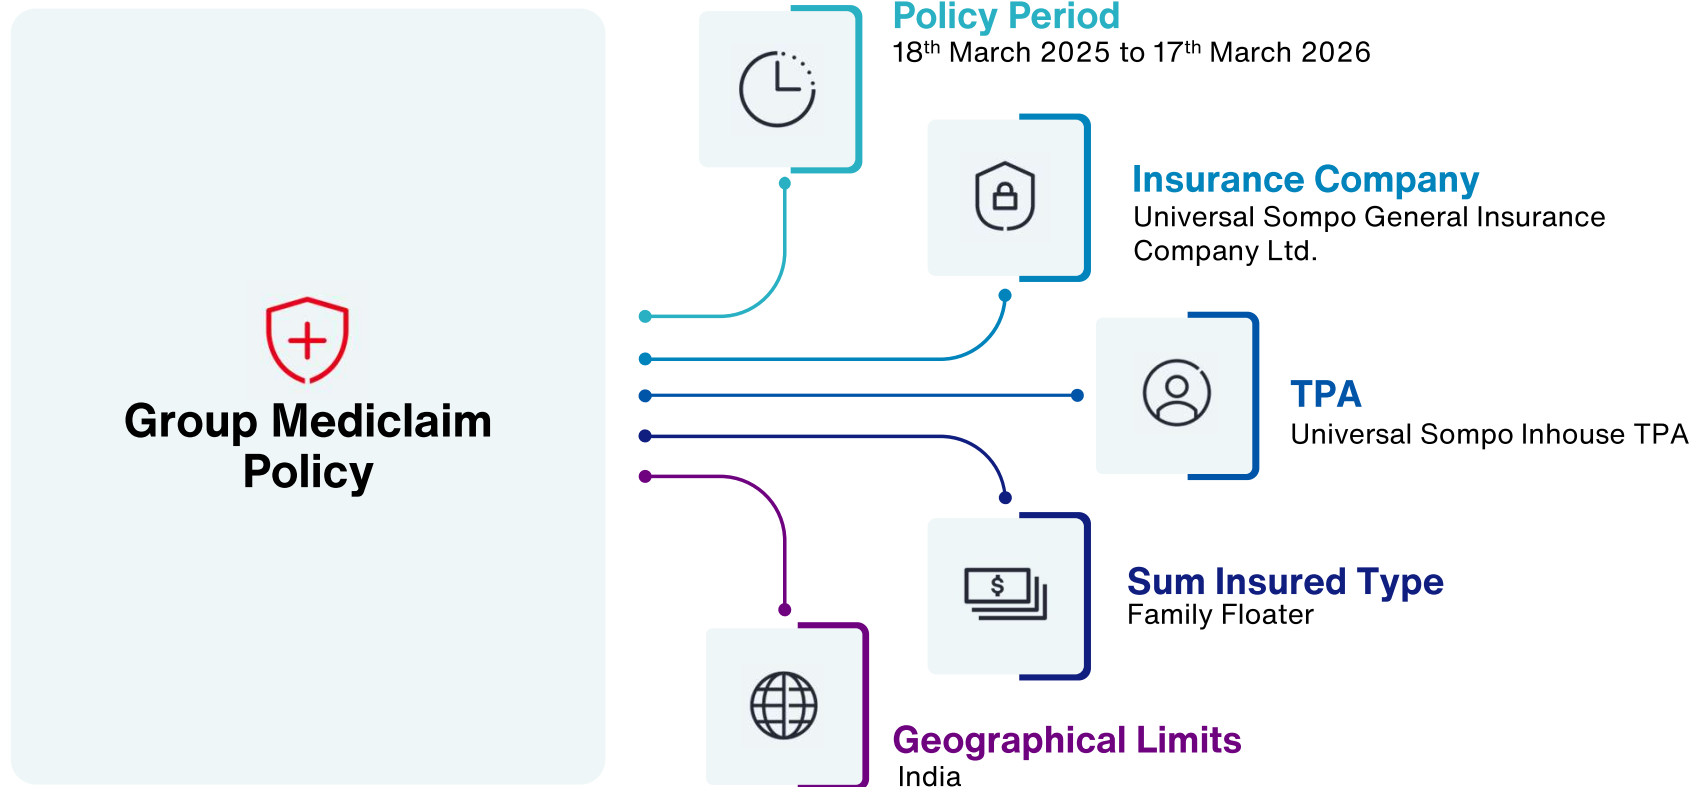 Group Mediclaim
Policy
Policy Period
18th March 2025 to 17th March 2026
Insurance Company
Universal Sompo General Insurance
Company Ltd.
TPA
Universal Sompo Inhouse TPA
$
Sum Insured Type
Family Floater
Geographical Limits
India